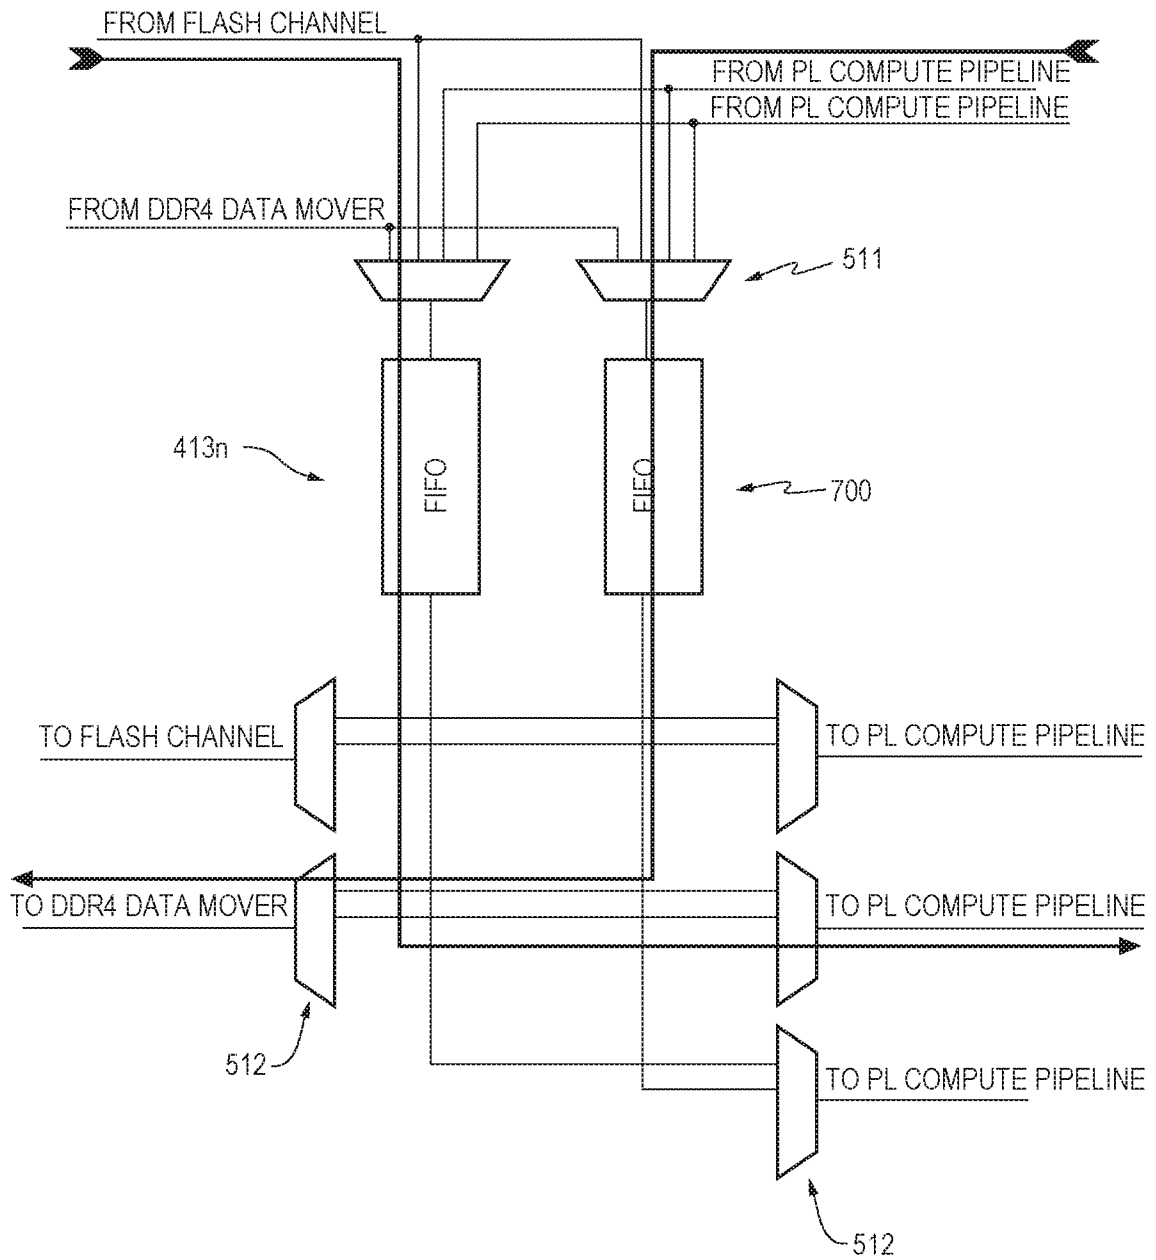 FROM FLASH CHANNEL
FROM PL COMPUTE PIPELINE
FROM PL COMPUTE PIPELINE
FROM DDR4 DATA MOVER
511
413n
FIFO
FIFO
700
TO FLASH CHANNEL
TO PL COMPUTE PIPELINE
TO DDR4 DATA MOVER
TO PL COMPUTE PIPELINE
512
TO PL COMPUTE PIPELINE
512